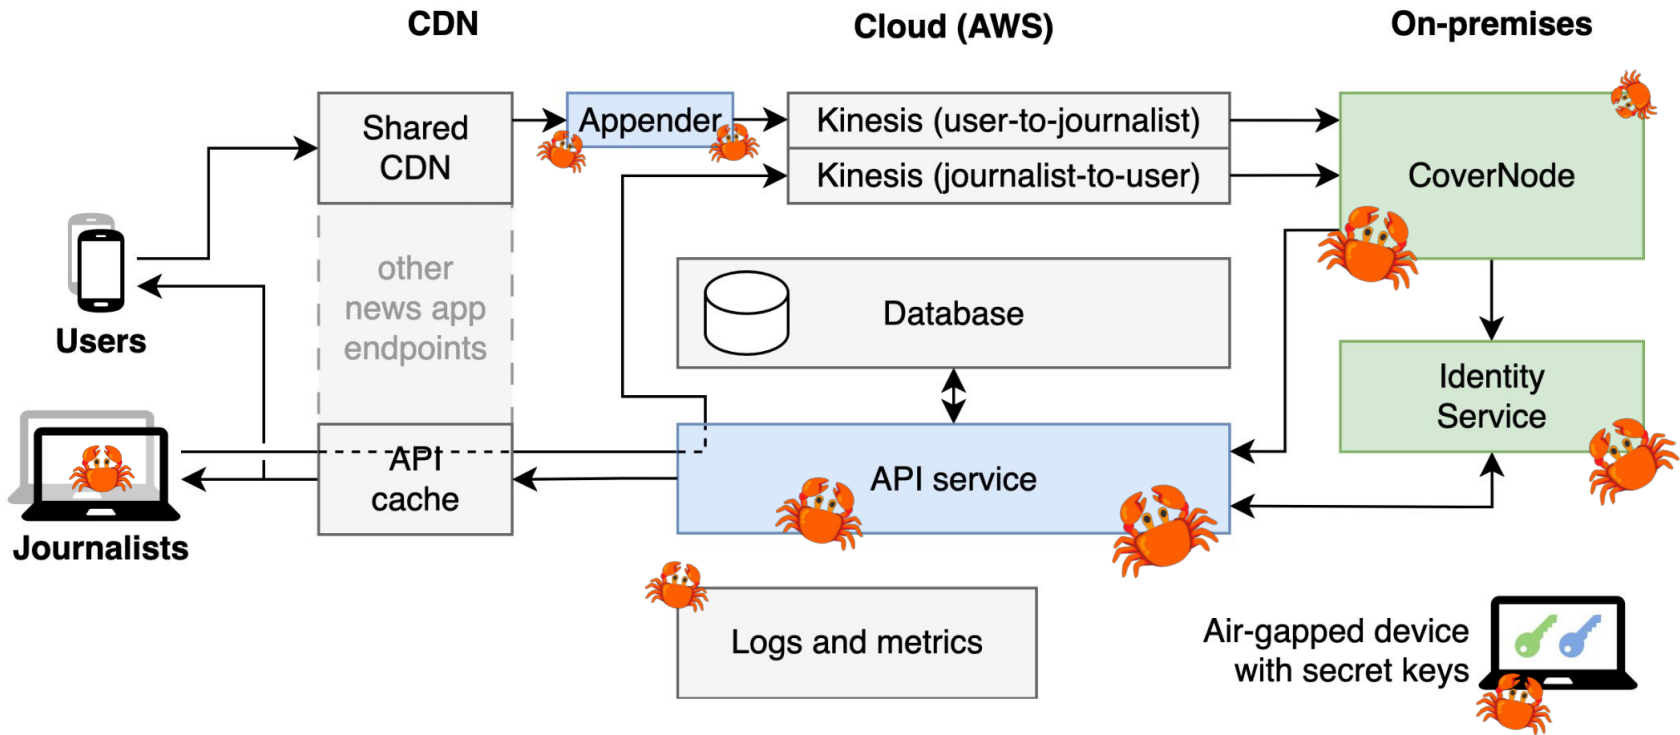 CDN
Cloud (AWS)
On-premises
Shared
CDN
Appender
Kinesis (user-to-journalist)
Kinesis (journalist-to-user)
CoverNode
other
news app
endpoints
Users
Database
Identity
Service
API
cache
API service
Journalists
Logs and metrics
Air-gapped device
with secret keys